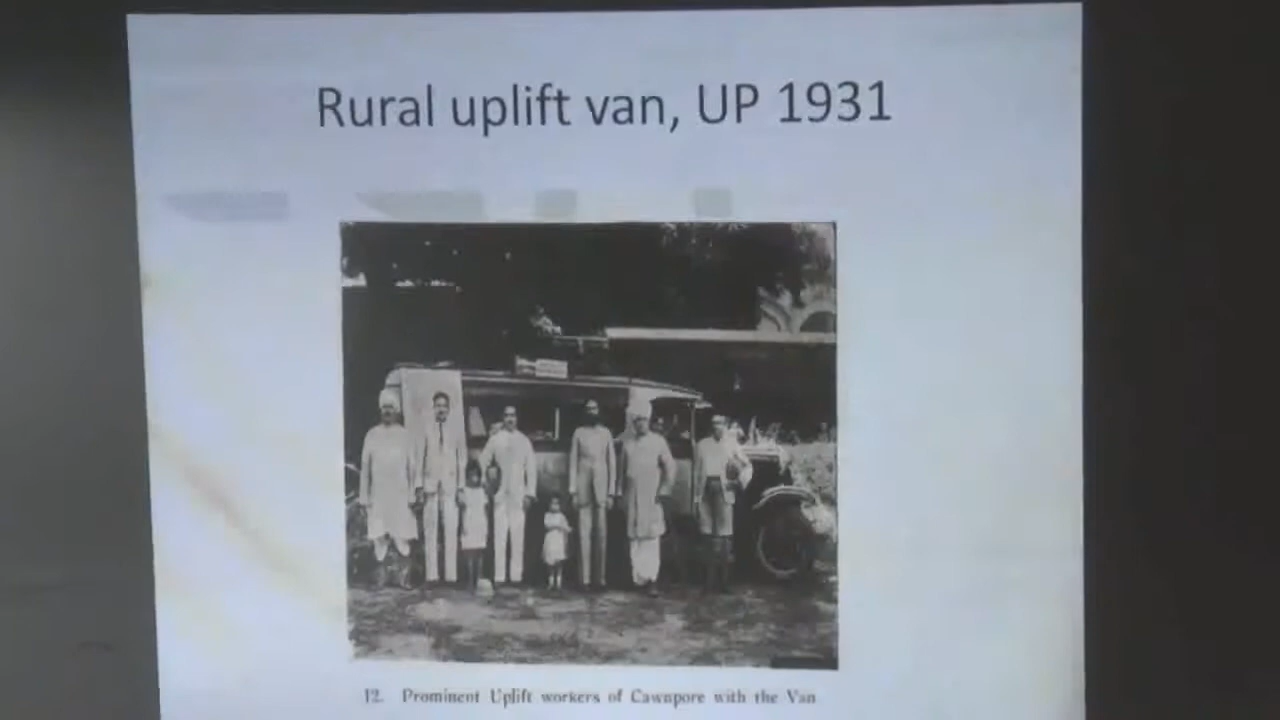 Rural uplift van, UP 1931
12. Prominent Uplift workers of Cawnpore with the Van